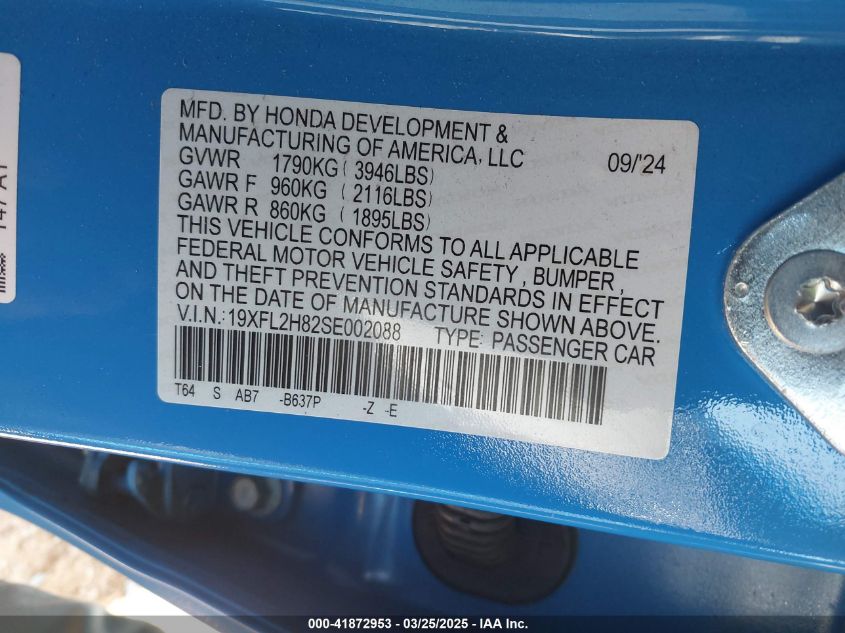 MFD. BY HONDA DEVELOPMENT &
MANUFACTURING OF AMERICA, LLC
GVWR 1790KG ( 3946LBS) 09/'24
GAWR F 960KG ( 2116LBS)
GAWR R 860KG ( 1895LBS)
THIS VEHICLE CONFORMS TO ALL APPLICABLE
FEDERAL MOTOR VEHICLE SAFETY , BUMPER ,
AND THEFT PREVENTION STANDARDS IN EFFECT
ON THE DATE OF MANUFACTURE SHOWN ABOVE.
V.I.N.:19XFL2H82SE002088 TYPE: PASSENGER CAR
T64 S AB7 -B637P -Z -E
147 A1
000-41872953 | 03/25/2025 - IAA Inc.